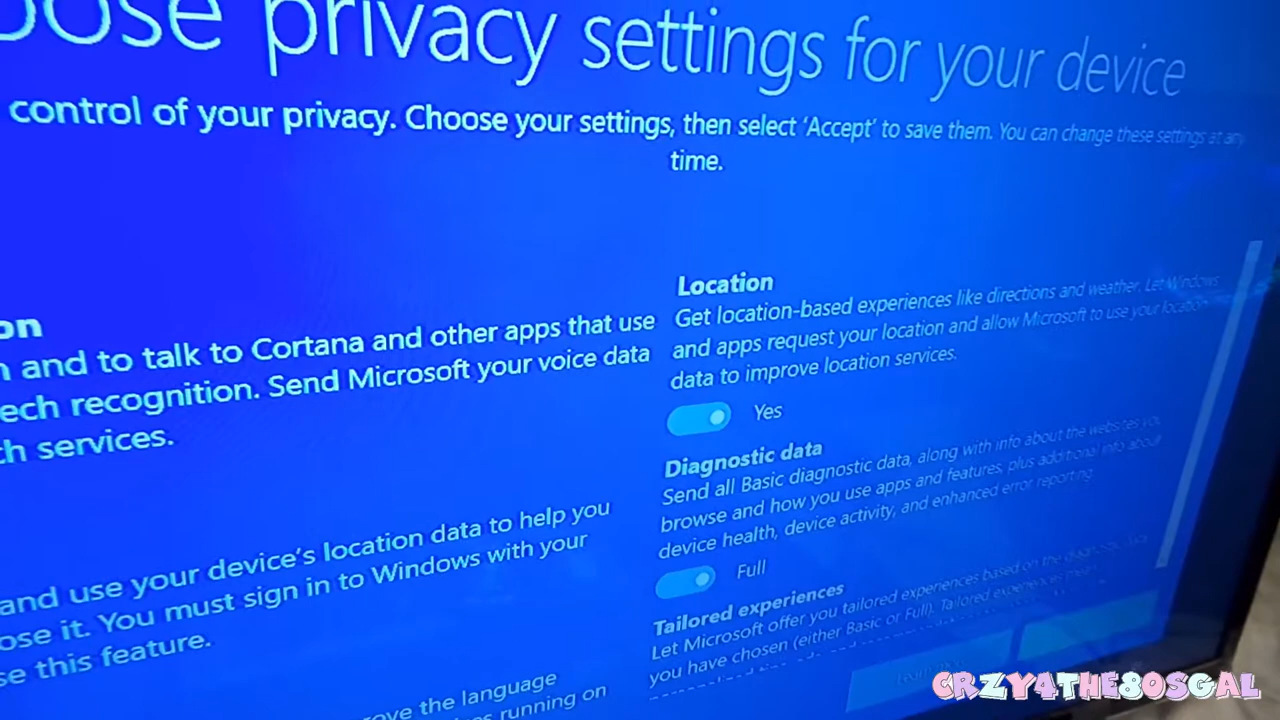 oose privacy settings for your device
control of your privacy. Choose your settings, then select ‘Accept’ to save them. You can change these settings at any
time.
on
n and to talk to Cortana and other apps that use
ech recognition. Send Microsoft your voice data
ch services.
and use your device’s location data to help you
ose it. You must sign in to Windows with your
se this feature.
ove the language
es running on
Location
Get location-based experiences like directions and weather. Let Windows
and apps request your location and allow Microsoft to use your location
data to improve location services.
Yes
Diagnostic data
Send all Basic diagnostic data, along with info about the websites you
browse and how you use apps and features, plus additional info about
device health, device activity, and enhanced error reporting
Full
Tailored experiences
Let Microsoft offer you tailored experiences based on the diagnostic data
you have chosen (either Basic or Full). Tailored experiences mean
CRZY4THE80SGAL